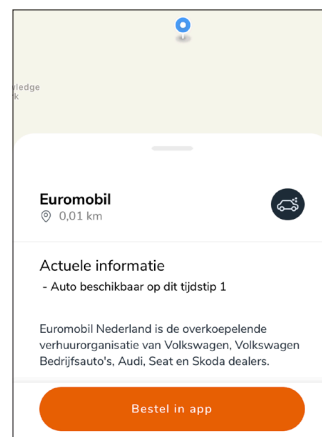 Euromobil
0,01 km
Actuele informatie
- Auto beschikbaar op dit tijdstip 1
Euromobil Nederland is de overkoepelende
verhuurorganisatie van Volkswagen, Volkswagen
Bedrijfsauto's, Audi, Seat en Skoda dealers.
Bestel in app